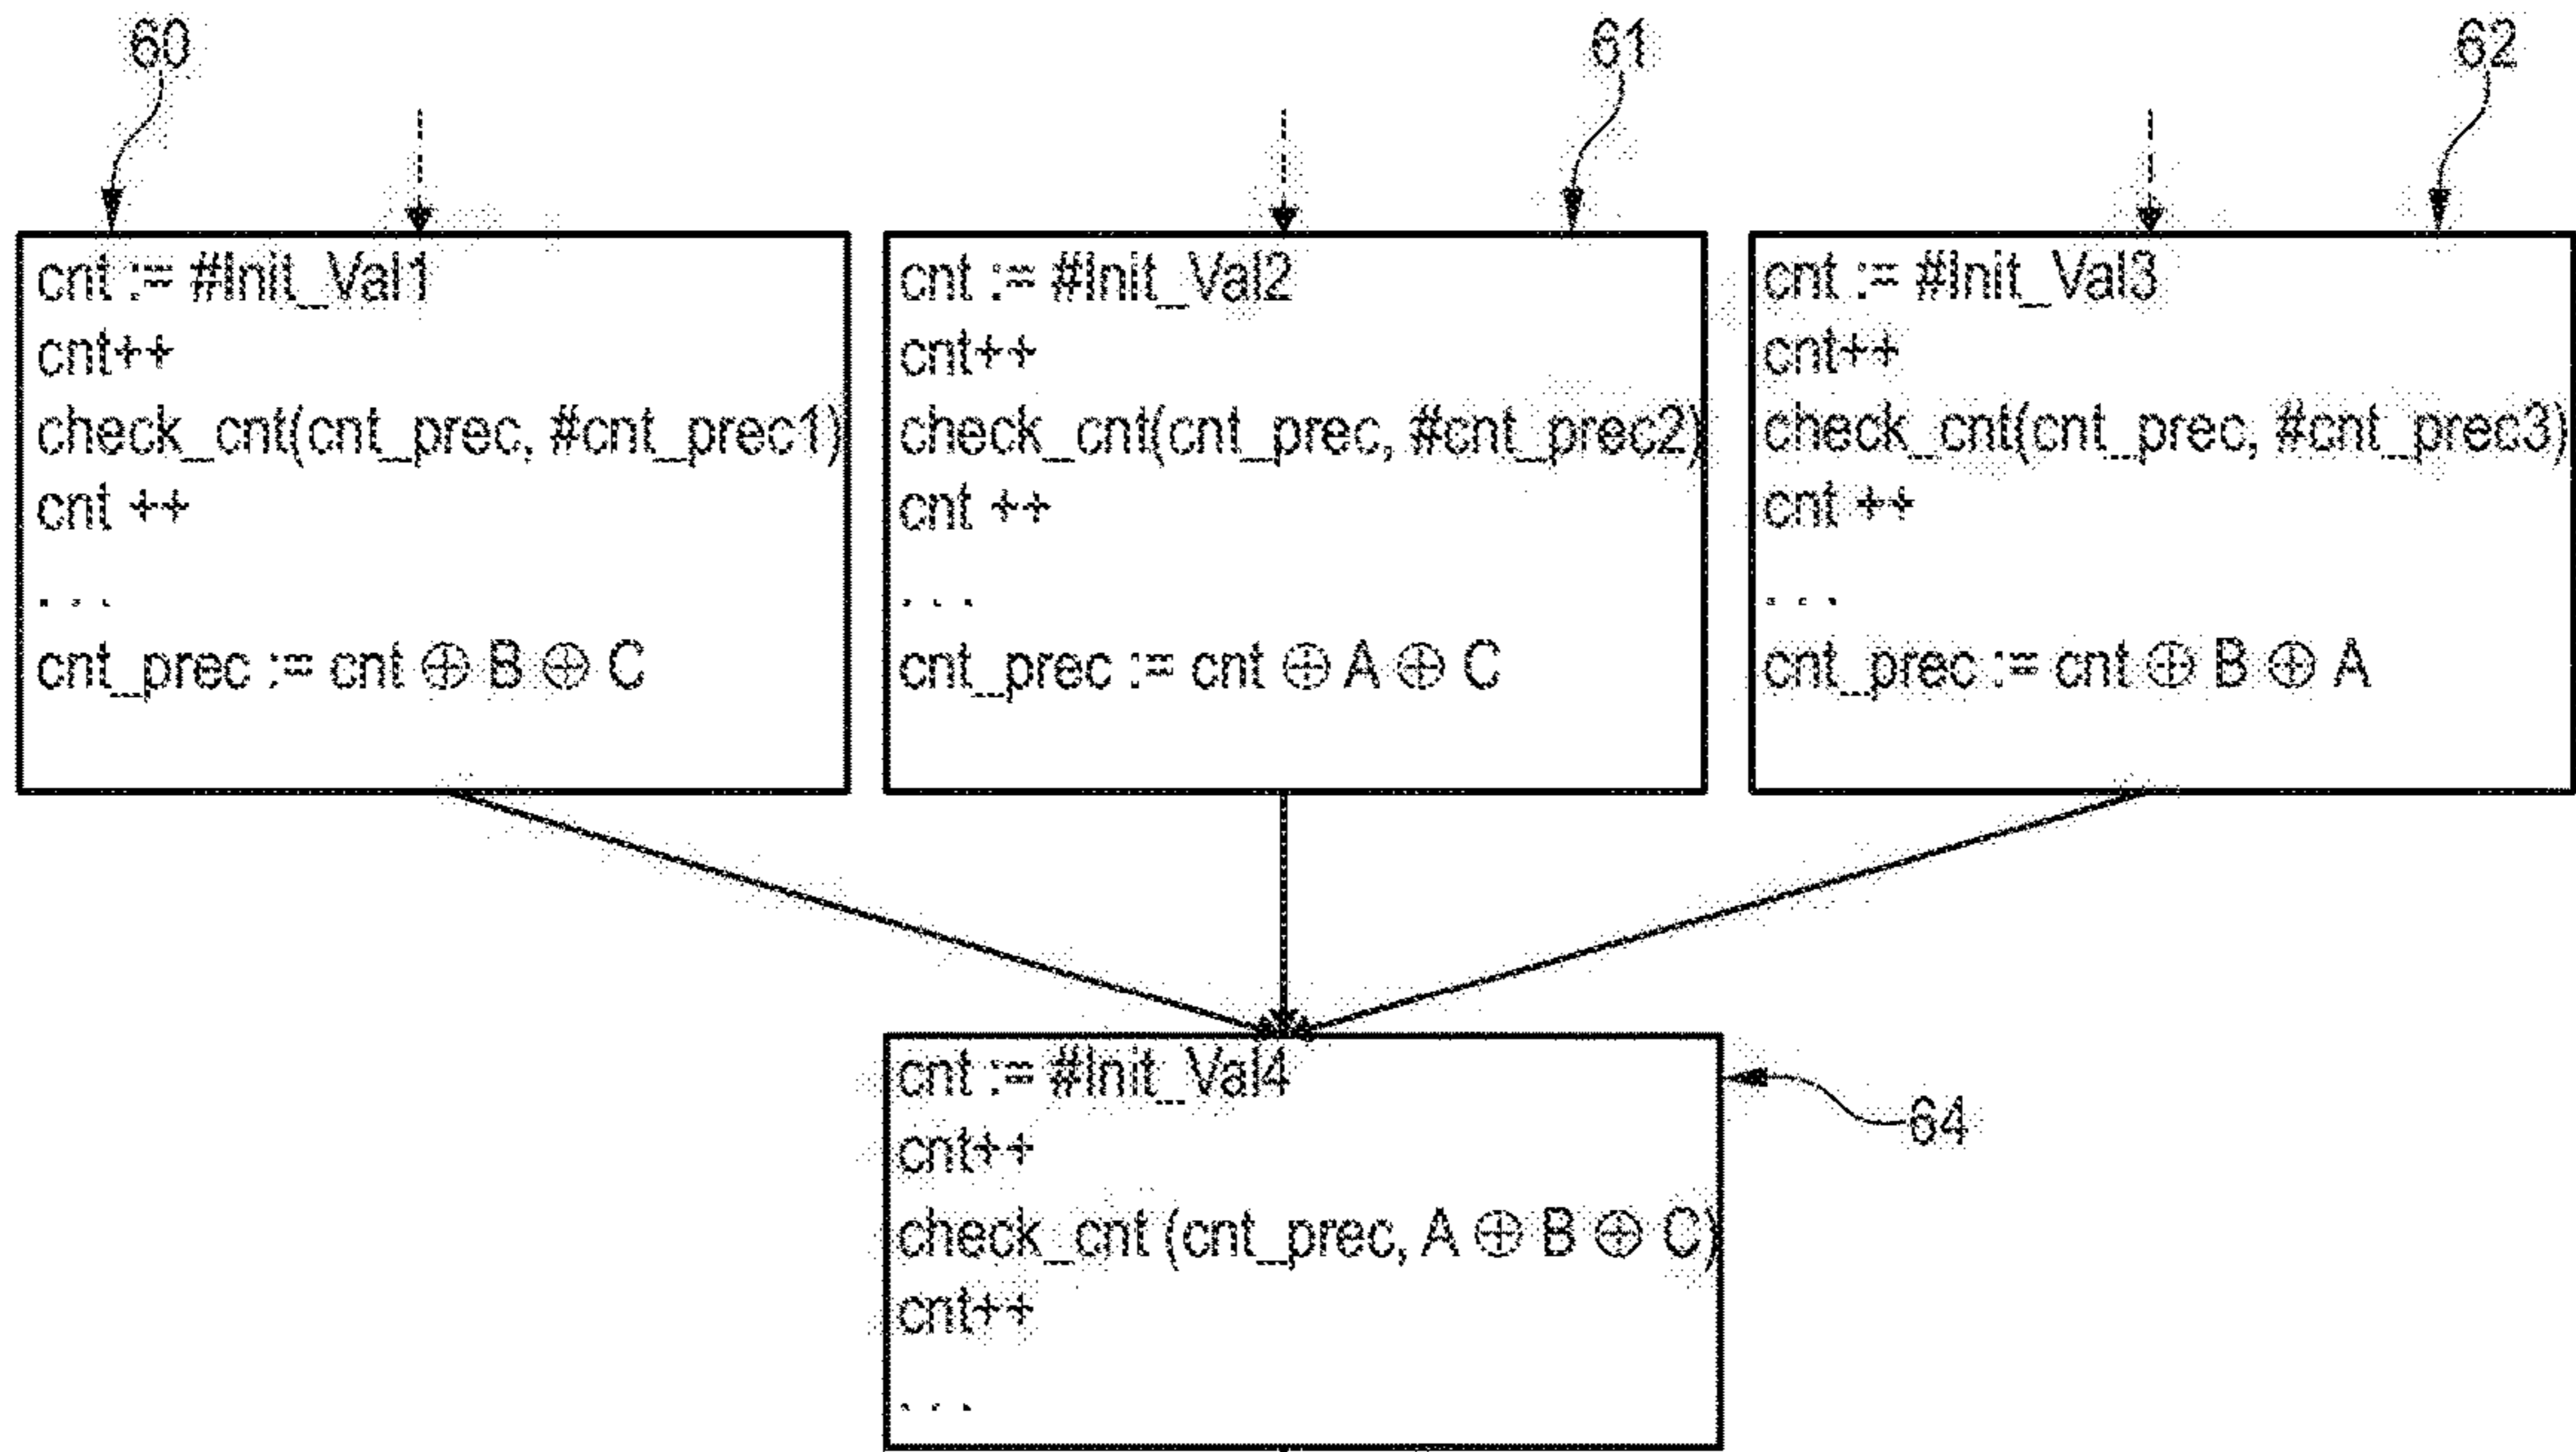 60
61
62
cnt := #Init_Val1
cnt++
check_cnt(cnt_prec, #cnt_prec1)
cnt ++
...
cnt_prec := cnt ⊕ B ⊕ C
cnt := #Init_Val2
cnt++
check_cnt(cnt_prec, #cnt_prec2)
cnt ++
...
cnt_prec := cnt ⊕ A ⊕ C
cnt := #Init_Val3
cnt++
check_cnt(cnt_prec, #cnt_prec3)
cnt ++
...
cnt_prec := cnt ⊕ B ⊕ A
cnt := #Init_Val4
cnt++
check_cnt (cnt_prec, A ⊕ B ⊕ C)
cnt++
...
64